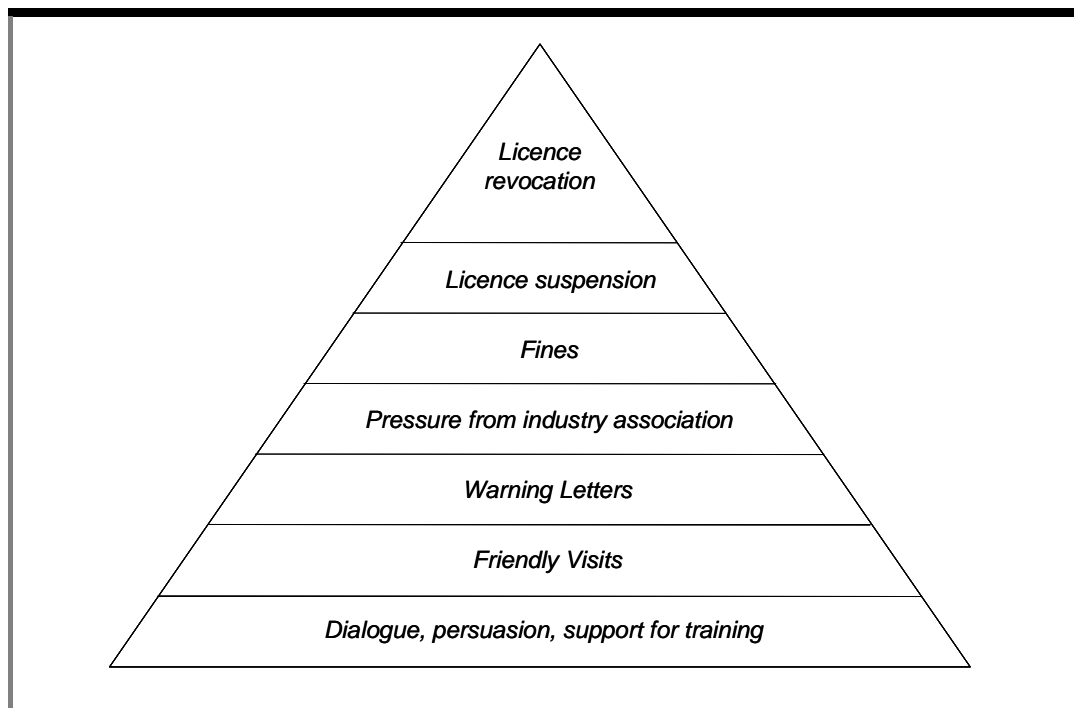 Licence
revocation
Licence suspension
Fines
Pressure from industry association
Warning Letters
Friendly Visits
Dialogue, persuasion, support for training